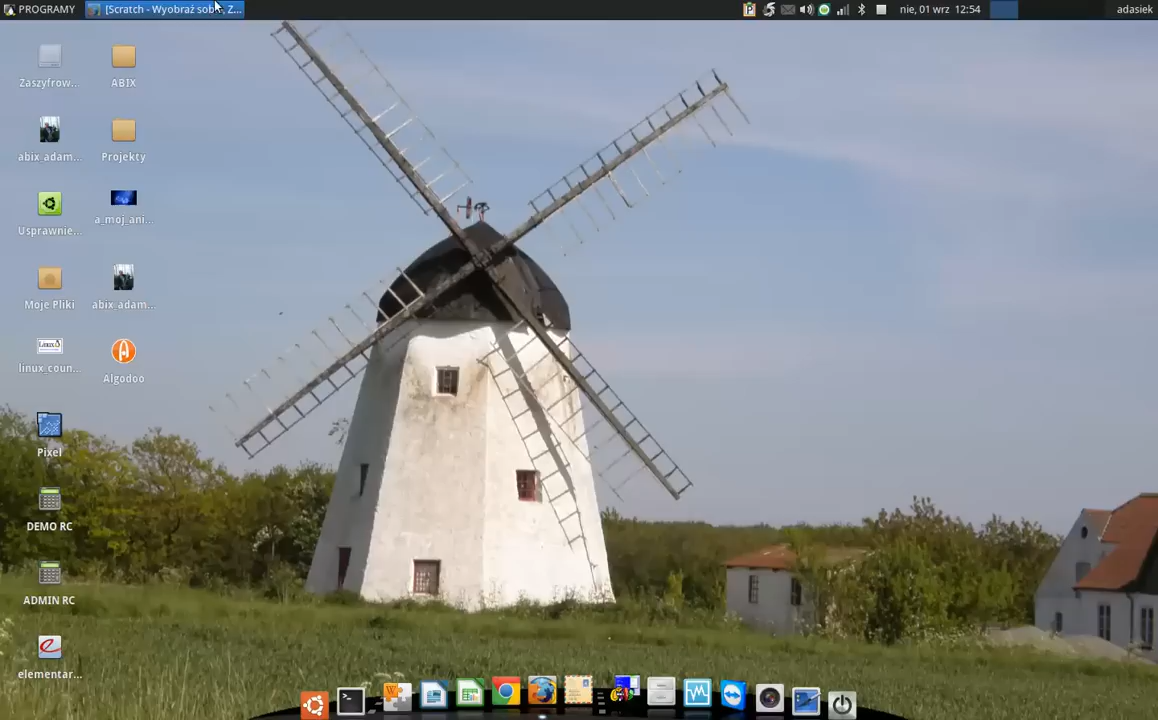 PROGRAMY
[Scratch - Wyobraź sobie, Z...
nie, 01 wrz 12:54
adasiek
Zaszyfrow...
ABIX
abix_adam...
Projekty
Usprawnie...
a_moj_ani...
Moje Pliki
abix_adam...
linux_coun...
Algodoo
Pixel
DEMO RC
ADMIN RC
elementar...